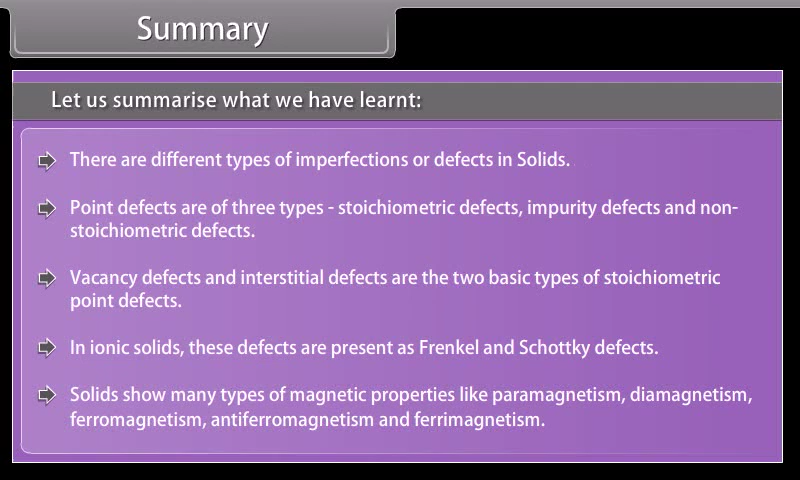 Summary
Let us summarise what we have learnt:
There are different types of imperfections or defects in Solids.
Point defects are of three types - stoichiometric defects, impurity defects and non-
stoichiometric defects.
Vacancy defects and interstitial defects are the two basic types of stoichiometric
point defects.
In ionic solids, these defects are present as Frenkel and Schottky defects.
Solids show many types of magnetic properties like paramagnetism, diamagnetism,
ferromagnetism, antiferromagnetism and ferrimagnetism.